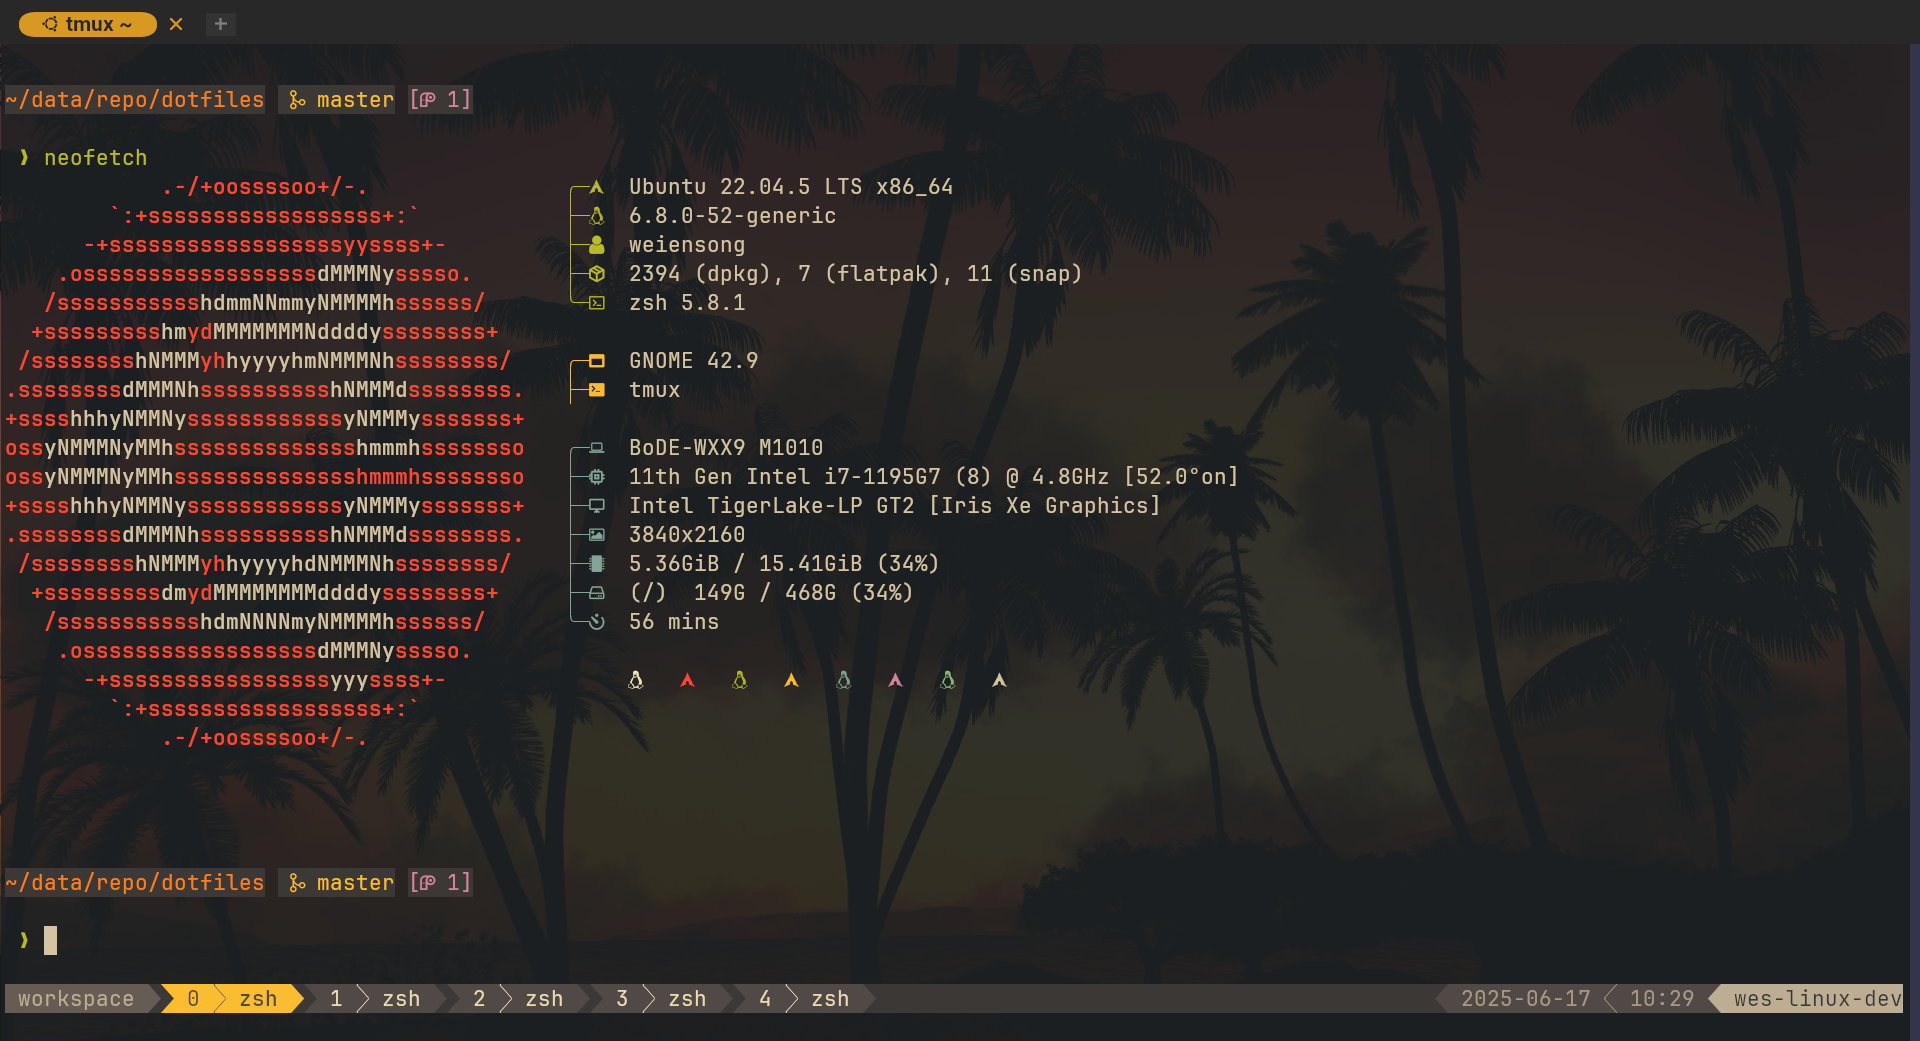 tmux ~
~/data/repo/dotfiles master [ 1]
❯ neofetch
.-/+oossssoo+/-.
`:+ssssssssssssssssss+:`
-+ssssssssssssssssssyyssss+-
.ossssssssssssssssssdMMMNysssso.
/ssssssssssshdmmNNmmyNMMMMhssssss/
+ssssssssshmydMMMMMMMNddddyssssssss+
/sssssssshNMMMyhhyyyyhmNMMMNhssssssss/
.ssssssssdMMMNhsssssssssshNMMMdssssssss.
+sssshhhyNMMNyssssssssssssyNMMMysssssss+
ossyNMMMNyMMhsssssssssssssshmmmhssssssso
ossyNMMMNyMMhsssssssssssssshmmmhssssssso
+sssshhhyNMMNyssssssssssssyNMMMysssssss+
.ssssssssdMMMNhsssssssssshNMMMdssssssss.
/sssssssshNMMMyhhyyyyhdNMMMNhssssssss/
+sssssssssdmydMMMMMMMMddddyssssssss+
/ssssssssssshdmNNNNmyNMMMMhssssss/
.ossssssssssssssssssdMMMNysssso.
-+sssssssssssssssssyyyssss+-
`:+ssssssssssssssssss+:`
.-/+oossssoo+/-.
Ubuntu 22.04.5 LTS x86_64
6.8.0-52-generic
weiensong
2394 (dpkg), 7 (flatpak), 11 (snap)
zsh 5.8.1
GNOME 42.9
tmux
BoDE-WXX9 M1010
11th Gen Intel i7-1195G7 (8) @ 4.8GHz [52.0°on]
Intel TigerLake-LP GT2 [Iris Xe Graphics]
3840x2160
5.36GiB / 15.41GiB (34%)
(/)  149G / 468G (34%)
56 mins
~/data/repo/dotfiles master [ 1]
❯
workspace 0 zsh 1 zsh 2 zsh 3 zsh 4 zsh 2025-06-17 10:29 wes-linux-dev